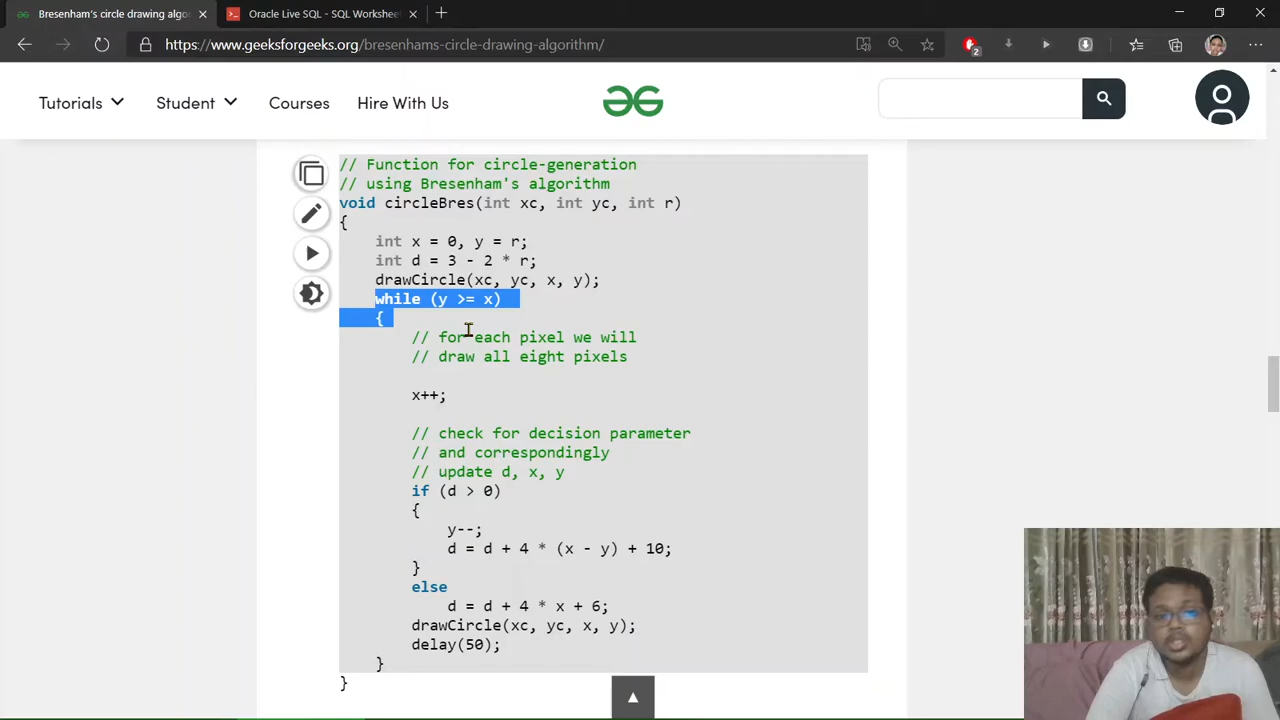 Bresenham's circle drawing algo
Oracle Live SQL - SQL Worksheet
https://www.geeksforgeeks.org/bresenhams-circle-drawing-algorithm/
2
Tutorials
Student
Courses
Hire With Us
// Function for circle-generation
// using Bresenham's algorithm
void circleBres(int xc, int yc, int r)
{
int x = 0, y = r;
int d = 3 - 2 * r;
drawCircle(xc, yc, x, y);
while (y >= x)
{
// for each pixel we will
// draw all eight pixels
x++;
// check for decision parameter
// and correspondingly
// update d, x, y
if (d > 0)
{
y--;
d = d + 4 * (x - y) + 10;
}
else
d = d + 4 * x + 6;
drawCircle(xc, yc, x, y);
delay(50);
}
}